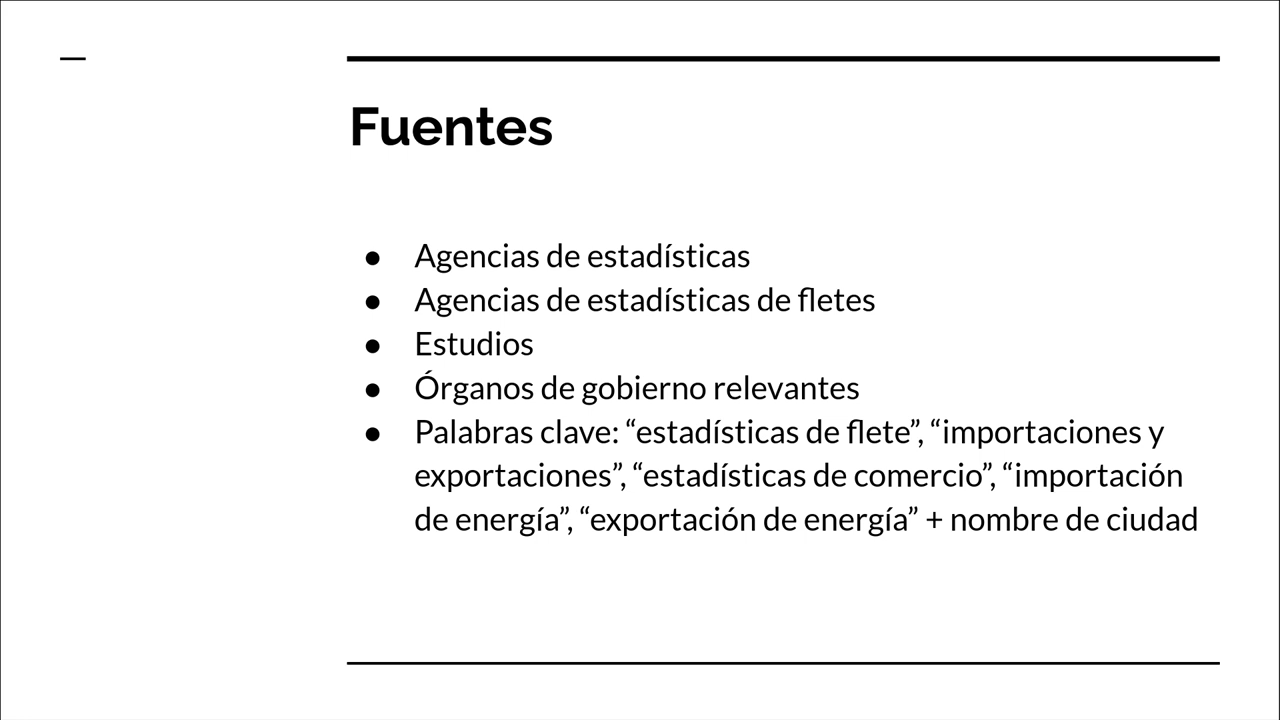 Fuentes
● Agencias de estadísticas
● Agencias de estadísticas de fletes
● Estudios
● Órganos de gobierno relevantes
● Palabras clave: “estadísticas de flete”, “importaciones y
exportaciones”, “estadísticas de comercio”, “importación
de energía”, “exportación de energía” + nombre de ciudad